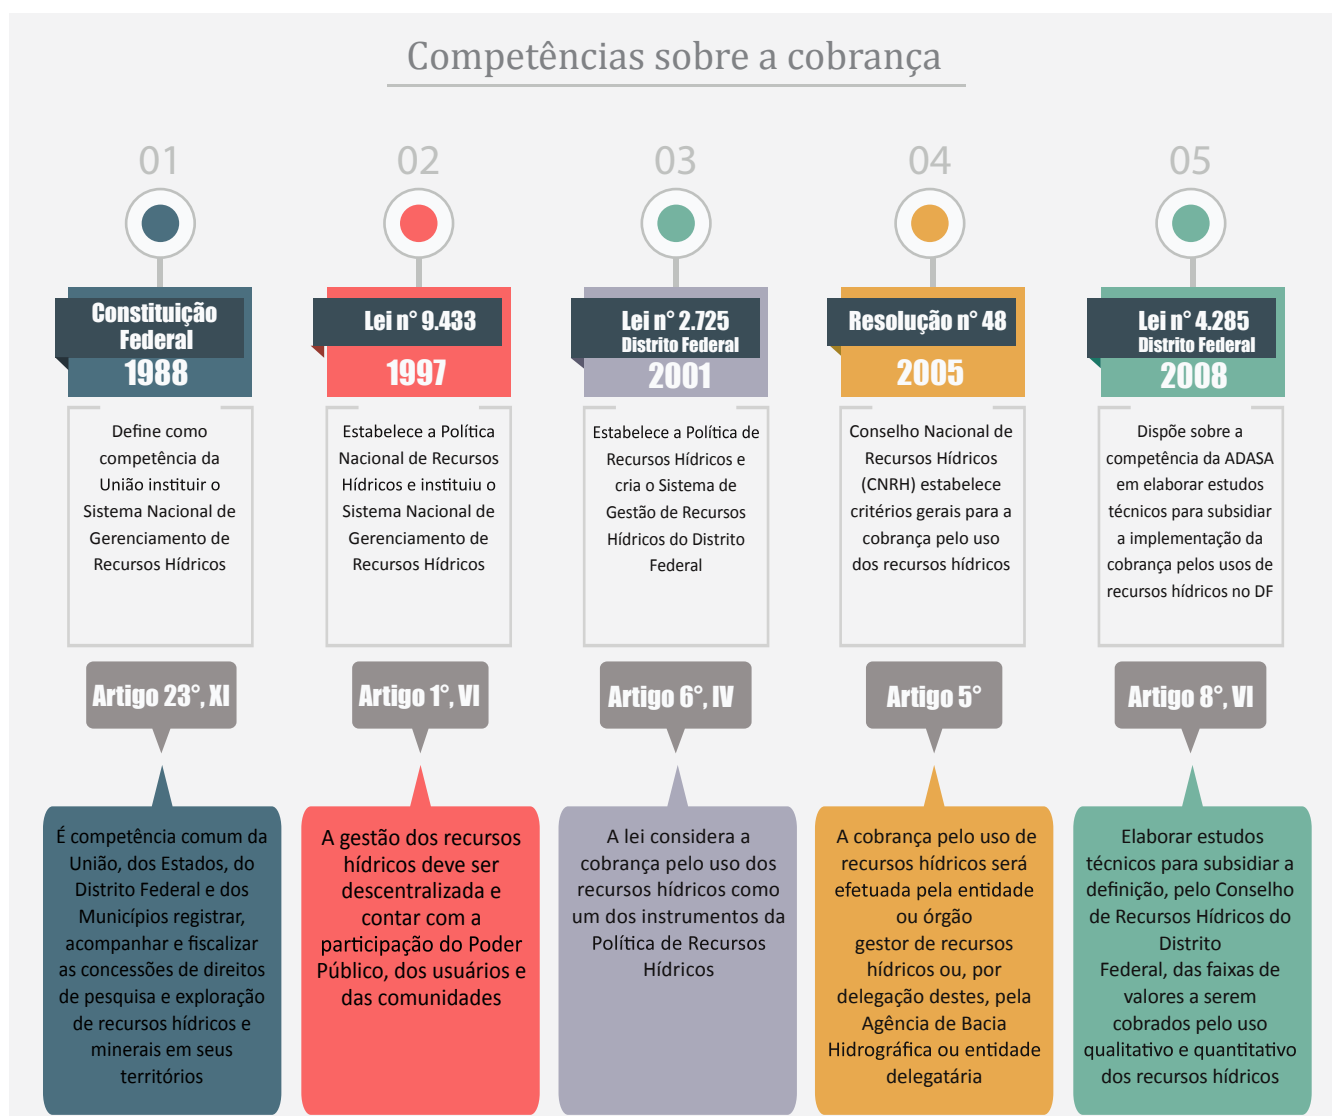 Competências sobre a cobrança
01
Constituição
Federal
1988
Define como
competência da
União instituir o
Sistema Nacional de
Gerenciamento de
Recursos Hídricos
Artigo 23°, XI
É competência comum da
União, dos Estados, do
Distrito Federal e dos
Municípios registrar,
acompanhar e fiscalizar
as concessões de direitos
de pesquisa e exploração
de recursos hídricos e
minerais em seus
territórios
02
Lei n° 9.433
1997
Estabelece a Política
Nacional de Recursos
Hídricos e instituiu o
Sistema Nacional de
Gerenciamento de
Recursos Hídricos
Artigo 1°, VI
A gestão dos recursos
hídricos deve ser
descentralizada e
contar com a
participação do Poder
Público, dos usuários e
das comunidades
03
Lei n° 2.725
Distrito Federal
2001
Estabelece a Política de
Recursos Hídricos e
cria o Sistema de
Gestão de Recursos
Hídricos do Distrito
Federal
Artigo 6°, IV
A lei considera a
cobrança pelo uso dos
recursos hídricos como
um dos instrumentos da
Política de Recursos
Hídricos
04
Resolução n° 48
2005
Conselho Nacional de
Recursos Hídricos
(CNRH) estabelece
critérios gerais para a
cobrança pelo uso
dos recursos hídricos
Artigo 5°
A cobrança pelo uso de
recursos hídricos será
efetuada pela entidade
ou órgão
gestor de recursos
hídricos ou, por
delegação destes, pela
Agência de Bacia
Hidrográfica ou entidade
delegatária
05
Lei n° 4.285
Distrito Federal
2008
Dispõe sobre a
competência da ADASA
em elaborar estudos
técnicos para subsidiar
a implementação da
cobrança pelos usos de
recursos hídricos no DF
Artigo 8°, VI
Elaborar estudos
técnicos para subsidiar a
definição, pelo Conselho
de Recursos Hídricos do
Distrito
Federal, das faixas de
valores a serem
cobrados pelo uso
qualitativo e quantitativo
dos recursos hídricos